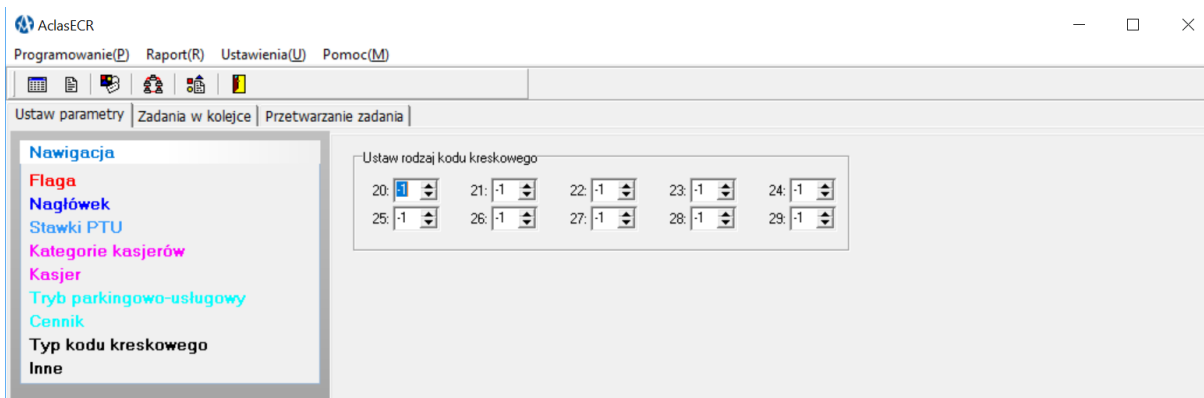 AclasECR
Programowanie(P) Raport(R) Ustawienia(U) Pomoc(M)
Ustaw parametry Zadania w kolejce Przetwarzanie zadania
Nawigacja
Flaga
Nagłówek
Stawki PTU
Kategorie kasjerów
Kasjer
Tryb parkingowo-usługowy
Cennik
Typ kodu kreskowego
Inne
Ustaw rodzaj kodu kreskowego
20: -1 21: -1 22: -1 23: -1 24: -1
25: -1 26: -1 27: -1 28: -1 29: -1